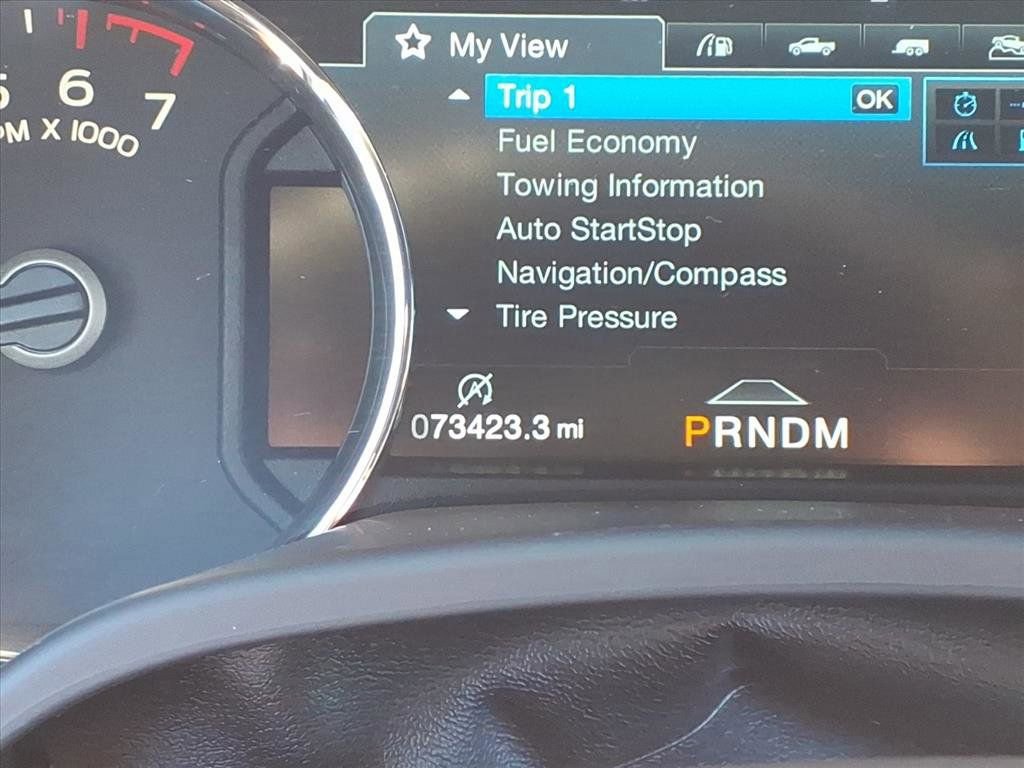 My View
5 6 7
PM X 1000
Trip 1 OK
Fuel Economy
Towing Information
Auto StartStop
Navigation/Compass
Tire Pressure
A
073423.3 mi
PRNDM